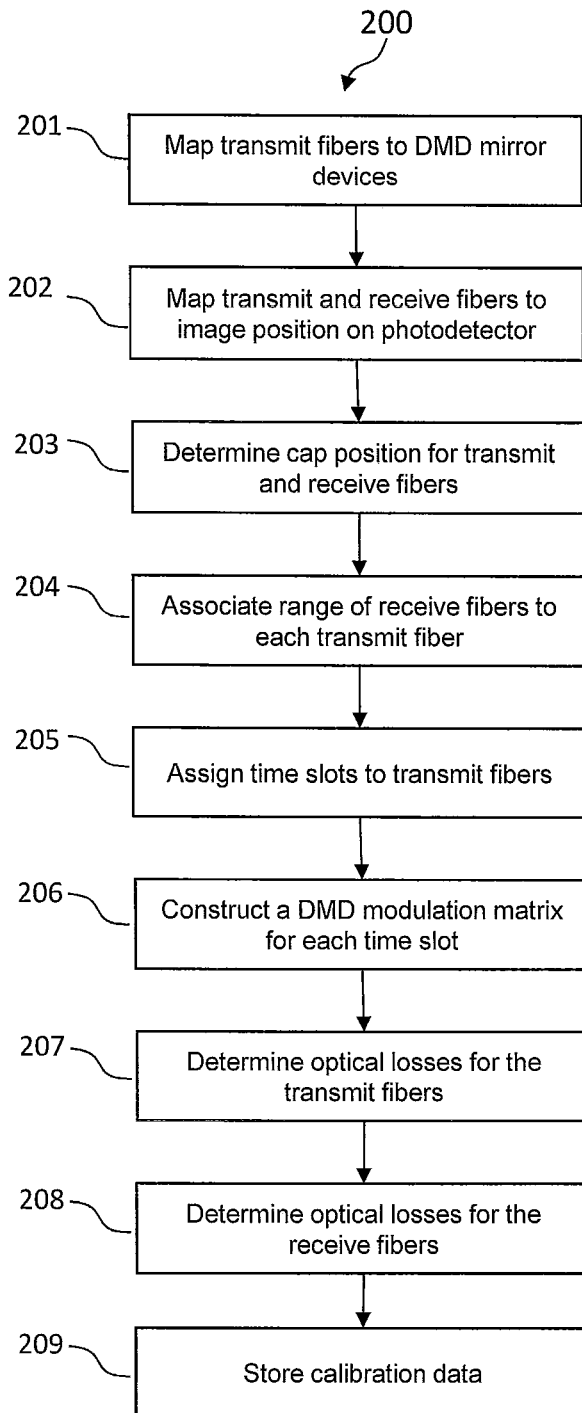 200
201
Map transmit fibers to DMD mirror
devices
202
Map transmit and receive fibers to
image position on photodetector
203
Determine cap position for transmit
and receive fibers
204
Associate range of receive fibers to
each transmit fiber
205
Assign time slots to transmit fibers
206
Construct a DMD modulation matrix
for each time slot
207
Determine optical losses for the
transmit fibers
208
Determine optical losses for the
receive fibers
209
Store calibration data